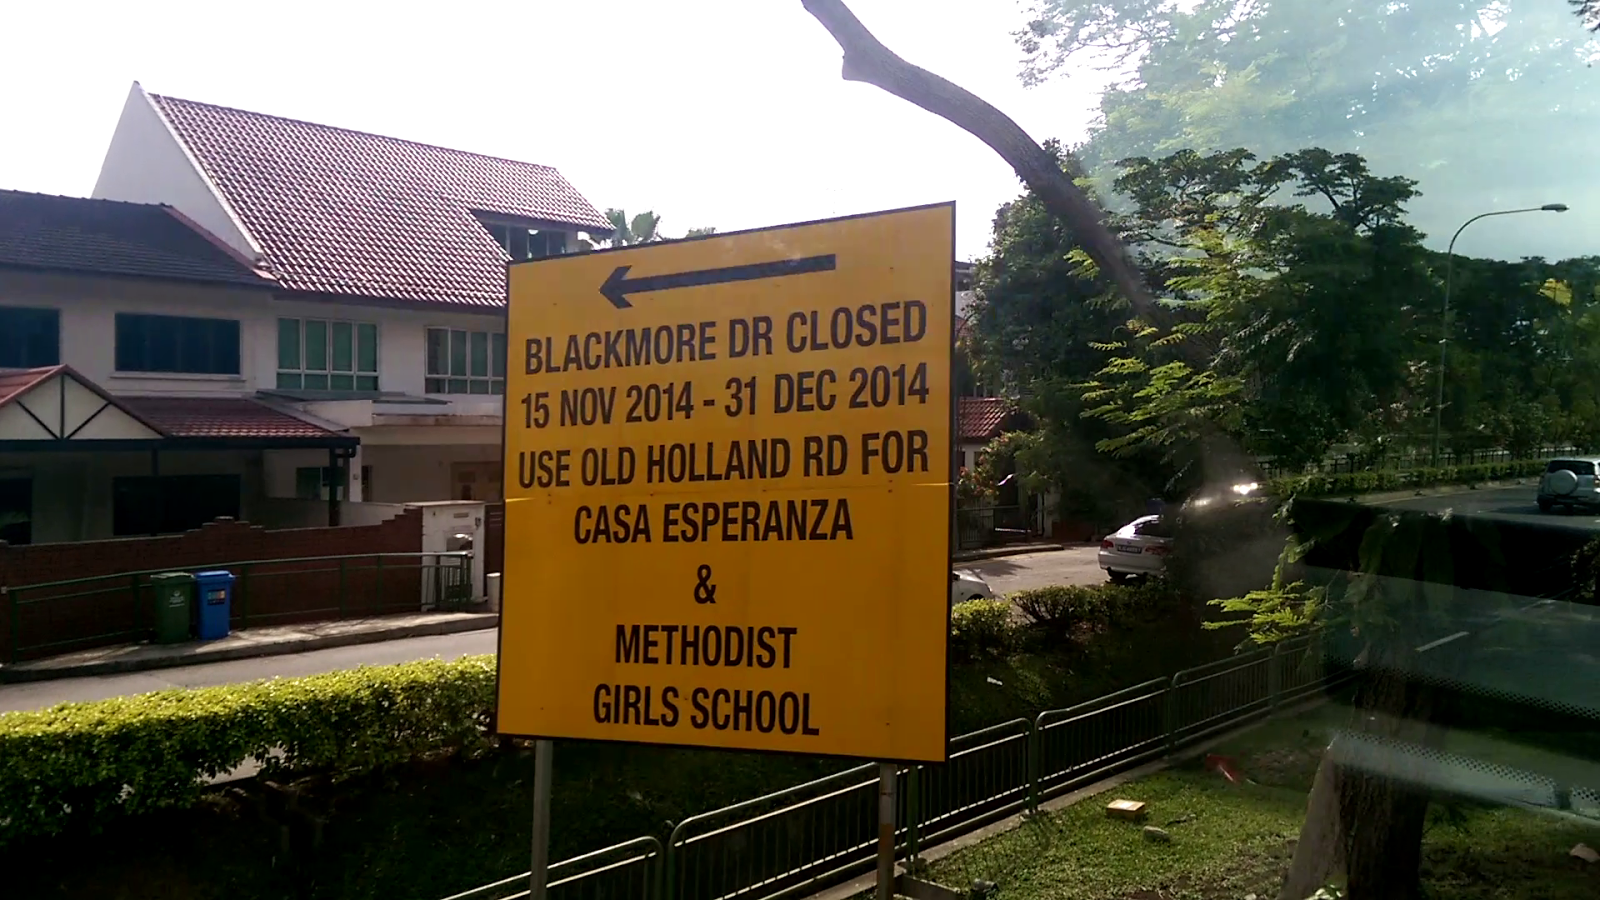 BLACKMORE DR CLOSED
15 NOV 2014 - 31 DEC 2014
USE OLD HOLLAND RD FOR
CASA ESPERANZA
&
METHODIST
GIRLS SCHOOL